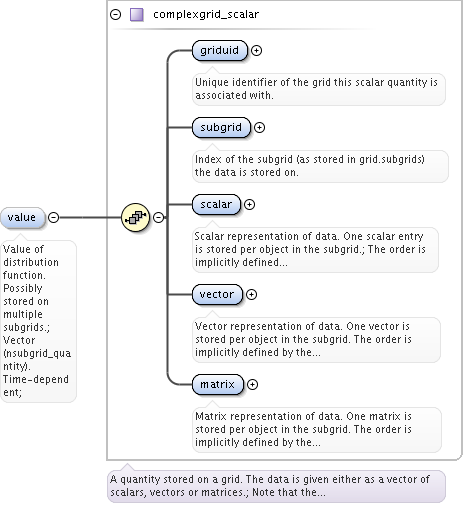 complexgrid_scalar
griduid
Unique identifier of the grid this scalar quantity is
associated with.
subgrid
Index of the subgrid (as stored in grid.subgrids)
the data is stored on.
scalar
Scalar representation of data. One scalar entry
is stored per object in the subgrid.; The order is
implicitly defined...
value
Value of
distribution
function.
Possibly
stored on
multiple
subgrids.;
Vector
(nsubgrid_qua
ntity).
Time-depend
ent;
vector
Vector representation of data. One vector is
stored per object in the subgrid. The order is
implicitly defined by the...
matrix
Matrix representation of data. One matrix is
stored per object in the subgrid. The order is
implicitly defined by the...
A quantity stored on a grid. The data is given either as a vector of
scalars, vectors or matrices.; Note that the...